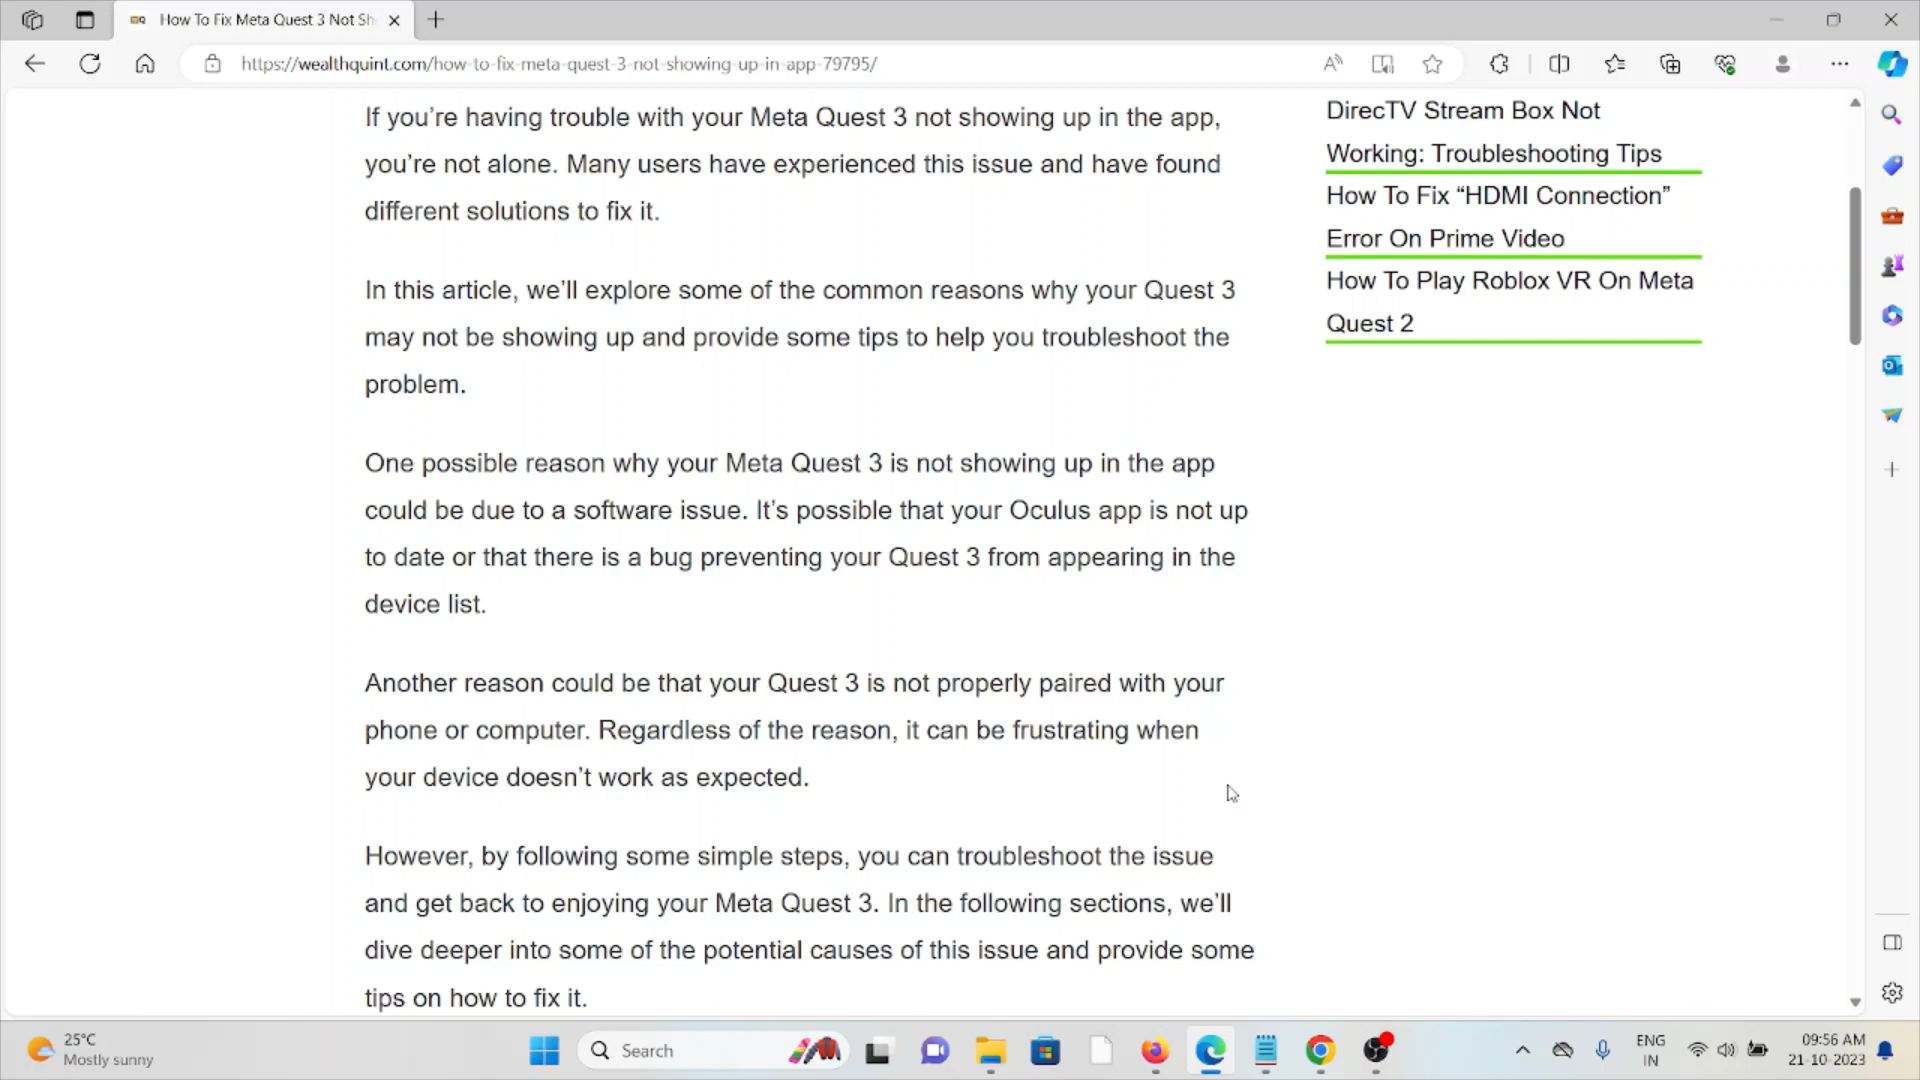 How To Fix Meta Quest 3 Not Sh
https://wealthquint.com/how-to-fix-meta-quest-3-not-showing-up-in-app-79795/
If you’re having trouble with your Meta Quest 3 not showing up in the app,
you’re not alone. Many users have experienced this issue and have found
different solutions to fix it.
In this article, we’ll explore some of the common reasons why your Quest 3
may not be showing up and provide some tips to help you troubleshoot the
problem.
One possible reason why your Meta Quest 3 is not showing up in the app
could be due to a software issue. It’s possible that your Oculus app is not up
to date or that there is a bug preventing your Quest 3 from appearing in the
device list.
Another reason could be that your Quest 3 is not properly paired with your
phone or computer. Regardless of the reason, it can be frustrating when
your device doesn’t work as expected.
However, by following some simple steps, you can troubleshoot the issue
and get back to enjoying your Meta Quest 3. In the following sections, we’ll
dive deeper into some of the potential causes of this issue and provide some
tips on how to fix it.
DirecTV Stream Box Not
Working: Troubleshooting Tips
How To Fix “HDMI Connection”
Error On Prime Video
How To Play Roblox VR On Meta
Quest 2
25°C
Mostly sunny
Search
ENG
IN
09:56 AM
21-10-2023